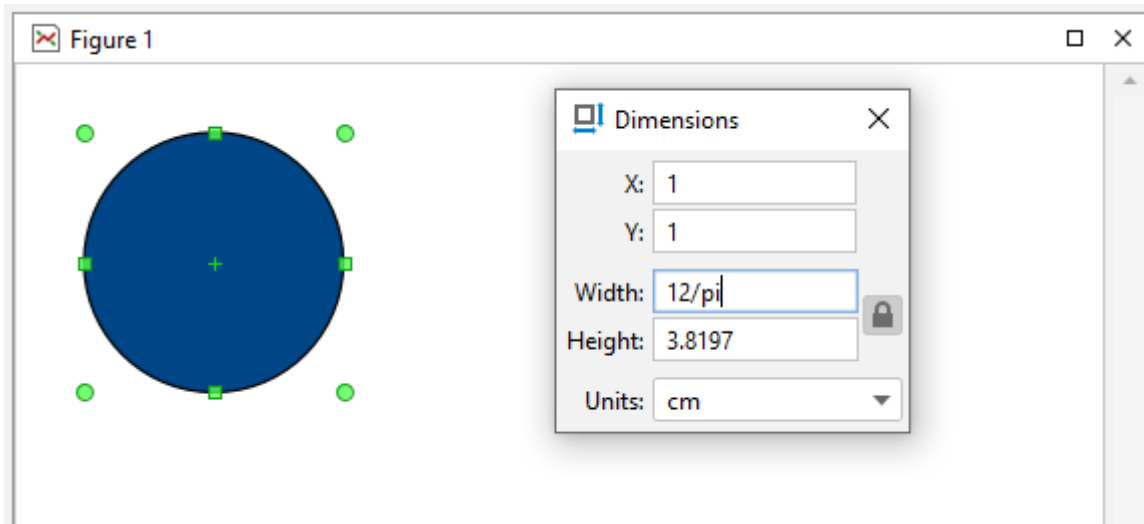 Figure 1
Dimensions
X: 1
Y: 1
Width: 12/pi
Height: 3.8197
Units: cm